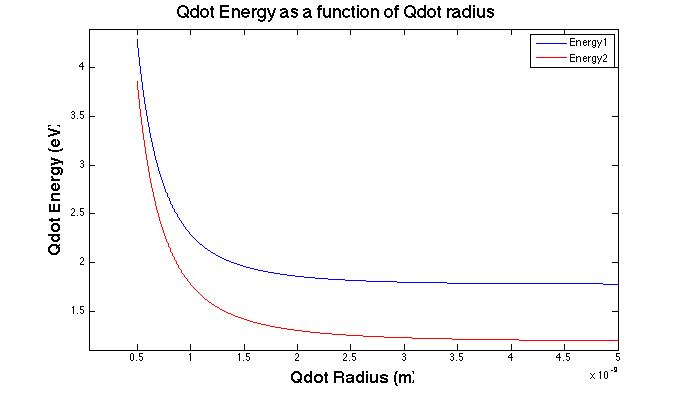 Qdot Energy as a function of Qdot radius
Energy1
Energy2
4
3.5
3
2.5
2
1.5
Qdot Energy (eV)
0.5 1 1.5 2 2.5 3 3.5 4 4.5 5
x 10⁻⁹
Qdot Radius (m)